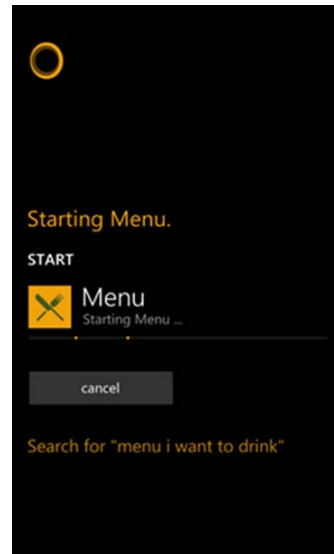 Starting Menu.
START
Menu
Starting Menu ...
cancel
Search for "menu i want to drink"